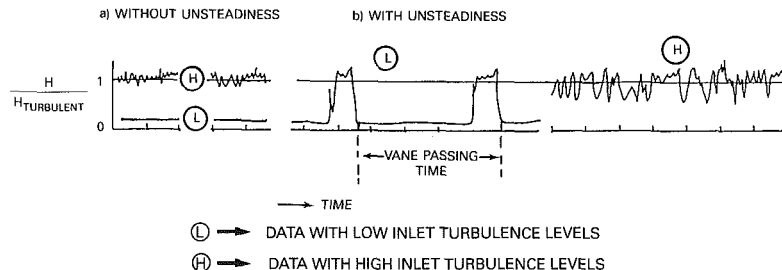 a) WITHOUT UNSTEADINESS
b) WITH UNSTEADINESS
H
H TURBULENT
1
0
H
L
L
H
VANE PASSING
TIME
TIME
L DATA WITH LOW INLET TURBULENCE LEVELS
H DATA WITH HIGH INLET TURBULENCE LEVELS